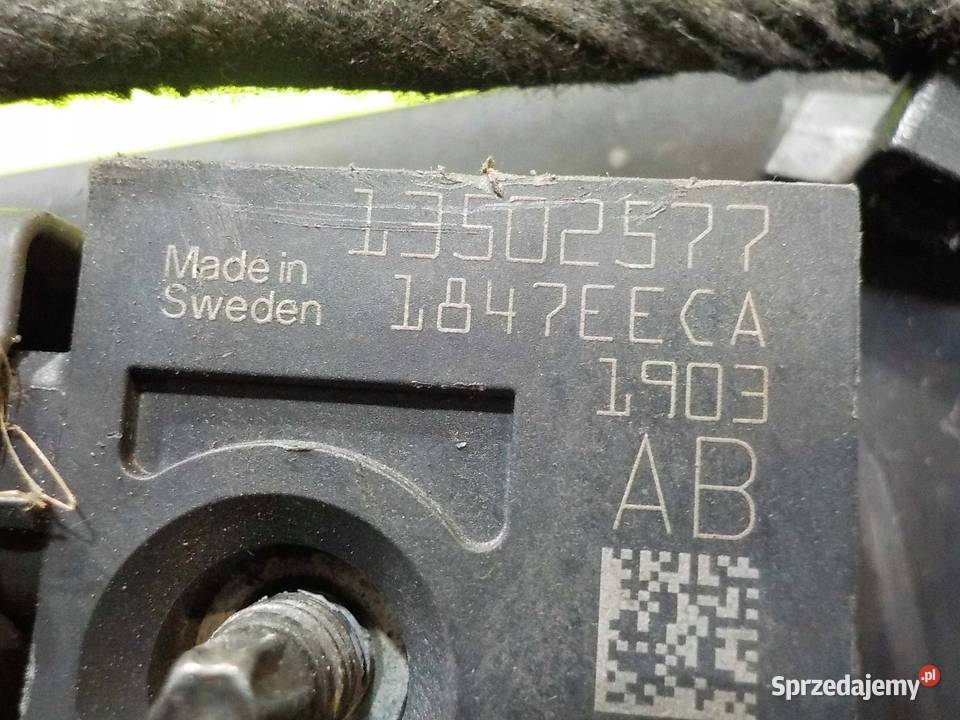 13502577
Made in
Sweden
1847EECA
1903
AB
Sprzedajemy.pl